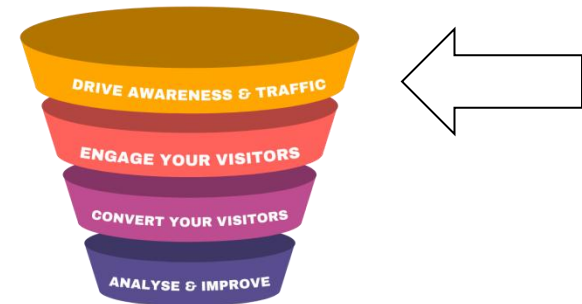 DRIVE AWARENESS & TRAFFIC
ENGAGE YOUR VISITORS
CONVERT YOUR VISITORS
ANALYSE & IMPROVE